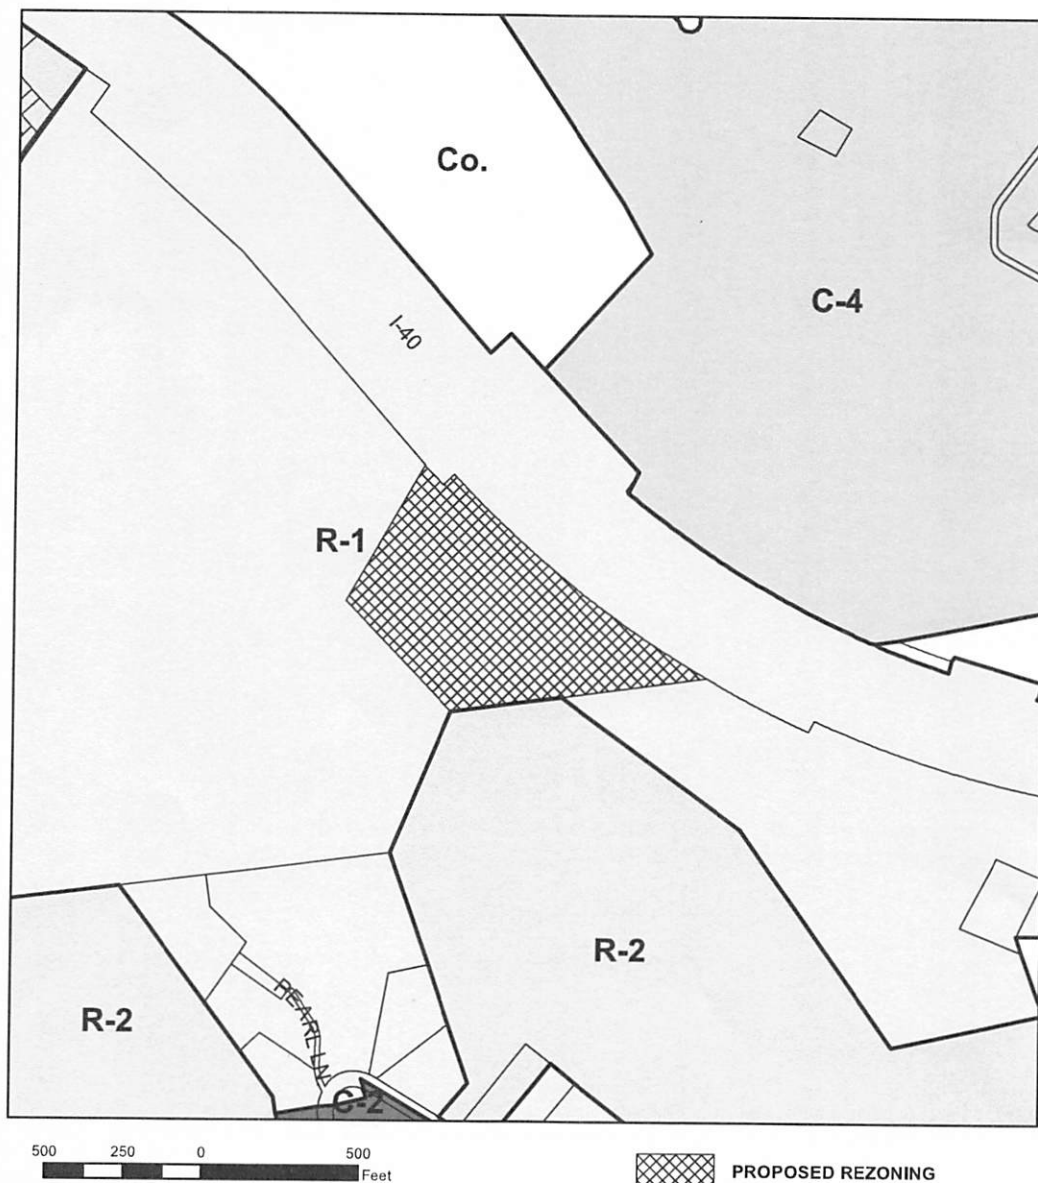 Co.
C-4
I-40
R-1
R-2
R-2
PEARL LN
C-2
500 250 0 500
Feet
PROPOSED REZONING